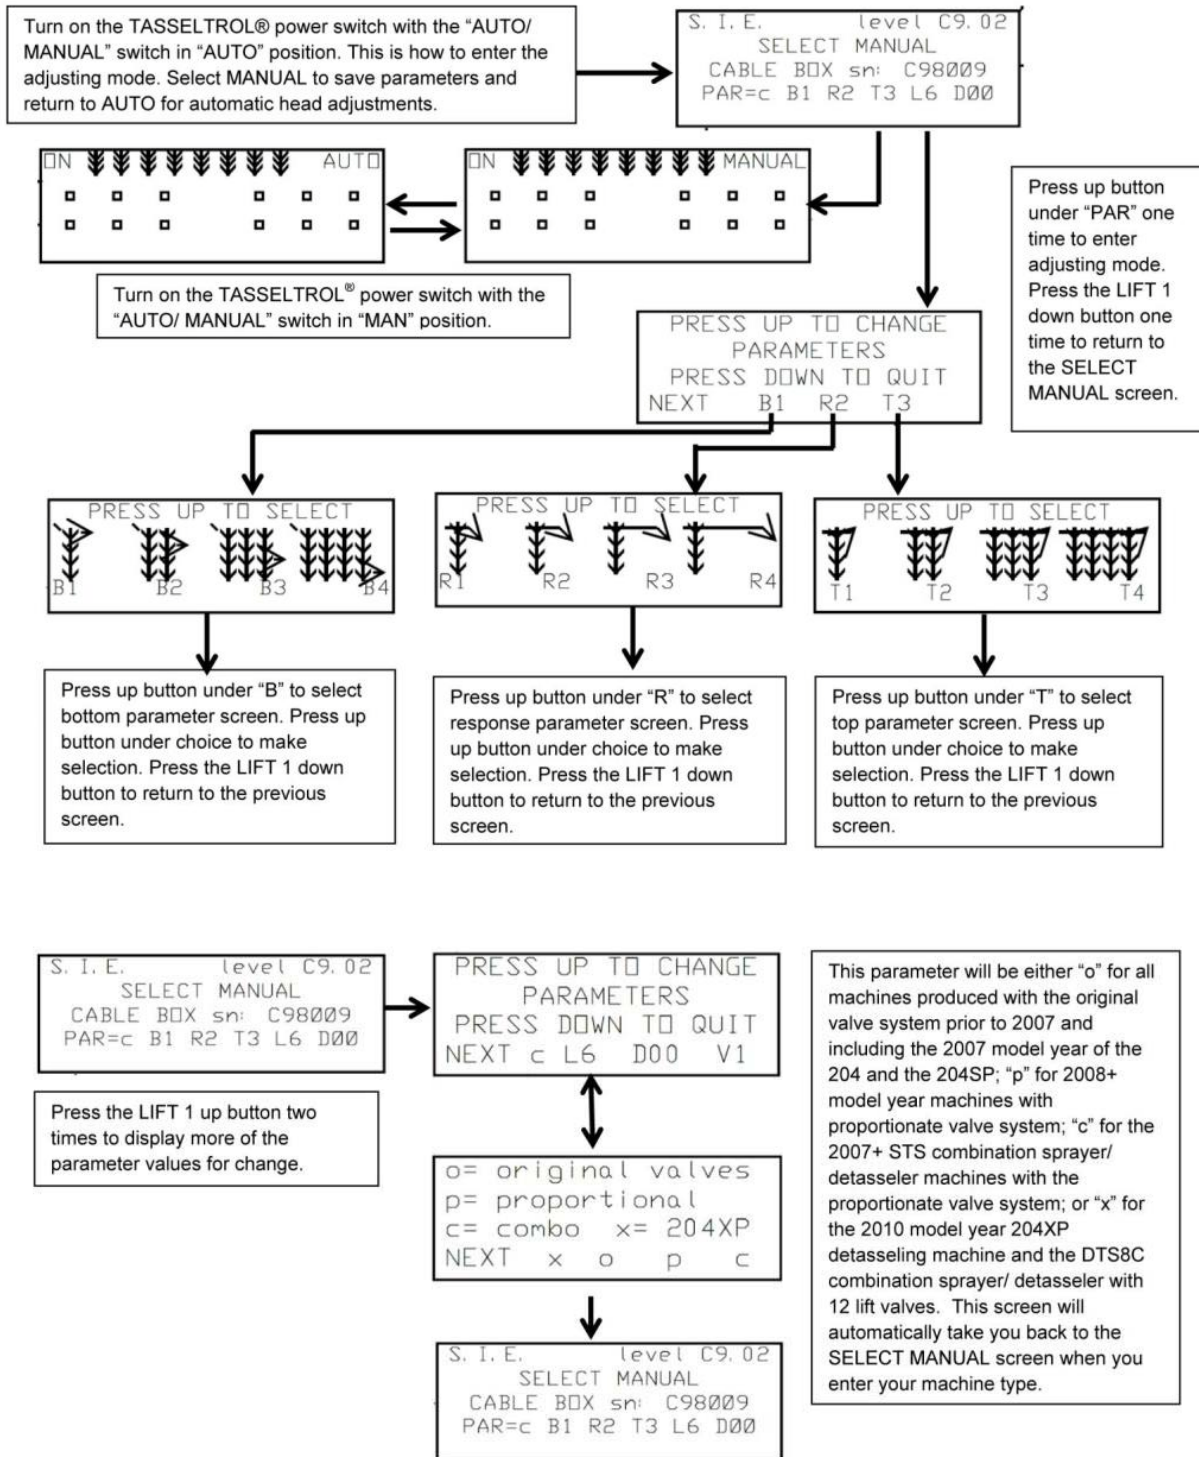 Turn on the TASSELTROL® power switch with the “AUTO/
MANUAL” switch in “AUTO” position. This is how to enter the
adjusting mode. Select MANUAL to save parameters and
return to AUTO for automatic head adjustments.
S. I. E. level C9.02
SELECT MANUAL
CABLE BOX sn: C98009
PAR=c B1 R2 T3 L6 D00
ON AUTO
ON MANUAL
Turn on the TASSELTROL® power switch with the
“AUTO/ MANUAL” switch in “MAN” position.
Press up button
under “PAR” one
time to enter
adjusting mode.
Press the LIFT 1
down button one
time to return to
the SELECT
MANUAL screen.
PRESS UP TO CHANGE
PARAMETERS
PRESS DOWN TO QUIT
NEXT B1 R2 T3
PRESS UP TO SELECT
B1 B2 B3 B4
PRESS UP TO SELECT
R1 R2 R3 R4
PRESS UP TO SELECT
T1 T2 T3 T4
Press up button under “B” to select
bottom parameter screen. Press up
button under choice to make
selection. Press the LIFT 1 down
button to return to the previous
screen.
Press up button under “R” to select
response parameter screen. Press
up button under choice to make
selection. Press the LIFT 1 down
button to return to the previous
screen.
Press up button under “T” to select
top parameter screen. Press up
button under choice to make
selection. Press the LIFT 1 down
button to return to the previous
screen.
S. I. E. level C9.02
SELECT MANUAL
CABLE BOX sn: C98009
PAR=c B1 R2 T3 L6 D00
Press the LIFT 1 up button two
times to display more of the
parameter values for change.
PRESS UP TO CHANGE
PARAMETERS
PRESS DOWN TO QUIT
NEXT c L6 D00 V1
o= original valves
p= proportional
c= combo x= 204XP
NEXT x o p c
S. I. E. level C9.02
SELECT MANUAL
CABLE BOX sn: C98009
PAR=c B1 R2 T3 L6 D00
This parameter will be either “o” for all
machines produced with the original
valve system prior to 2007 and
including the 2007 model year of the
204 and the 204SP; “p” for 2008+
model year machines with
proportionate valve system; “c” for the
2007+ STS combination sprayer/
detasseler machines with the
proportionate valve system; or “x” for
the 2010 model year 204XP
detasseling machine and the DTS8C
combination sprayer/ detasseler with
12 lift valves. This screen will
automatically take you back to the
SELECT MANUAL screen when you
enter your machine type.